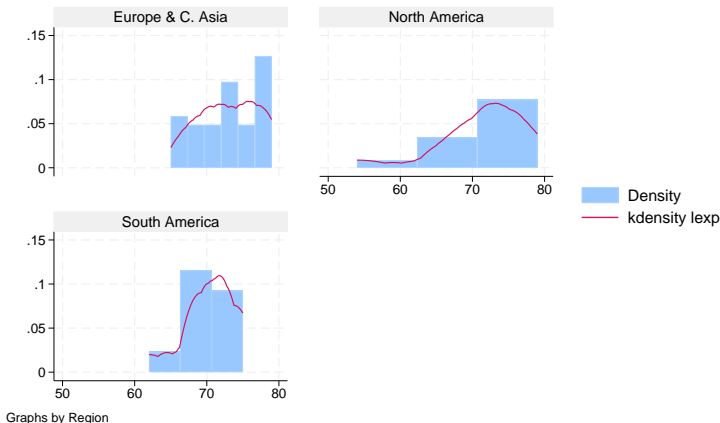 Europe & C. Asia
North America
.15
.1
.05
0
50 60 70 80
Density
kdensity lexp
South America
.15
.1
.05
0
50 60 70 80
Graphs by Region